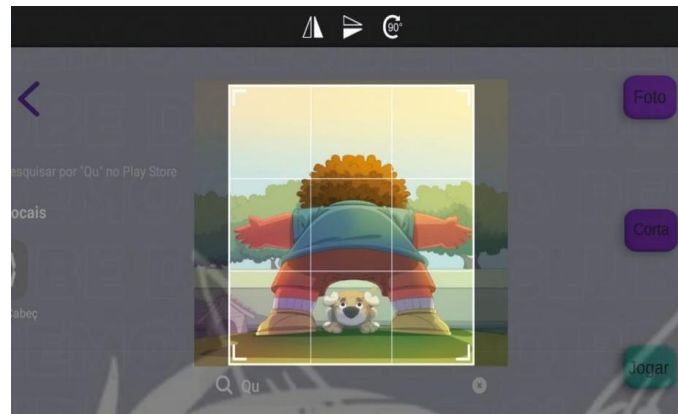 90°
Foto
esquisar por "Qu" no Play Store
ocais
Corta
Cabeç
Jogar
Qu